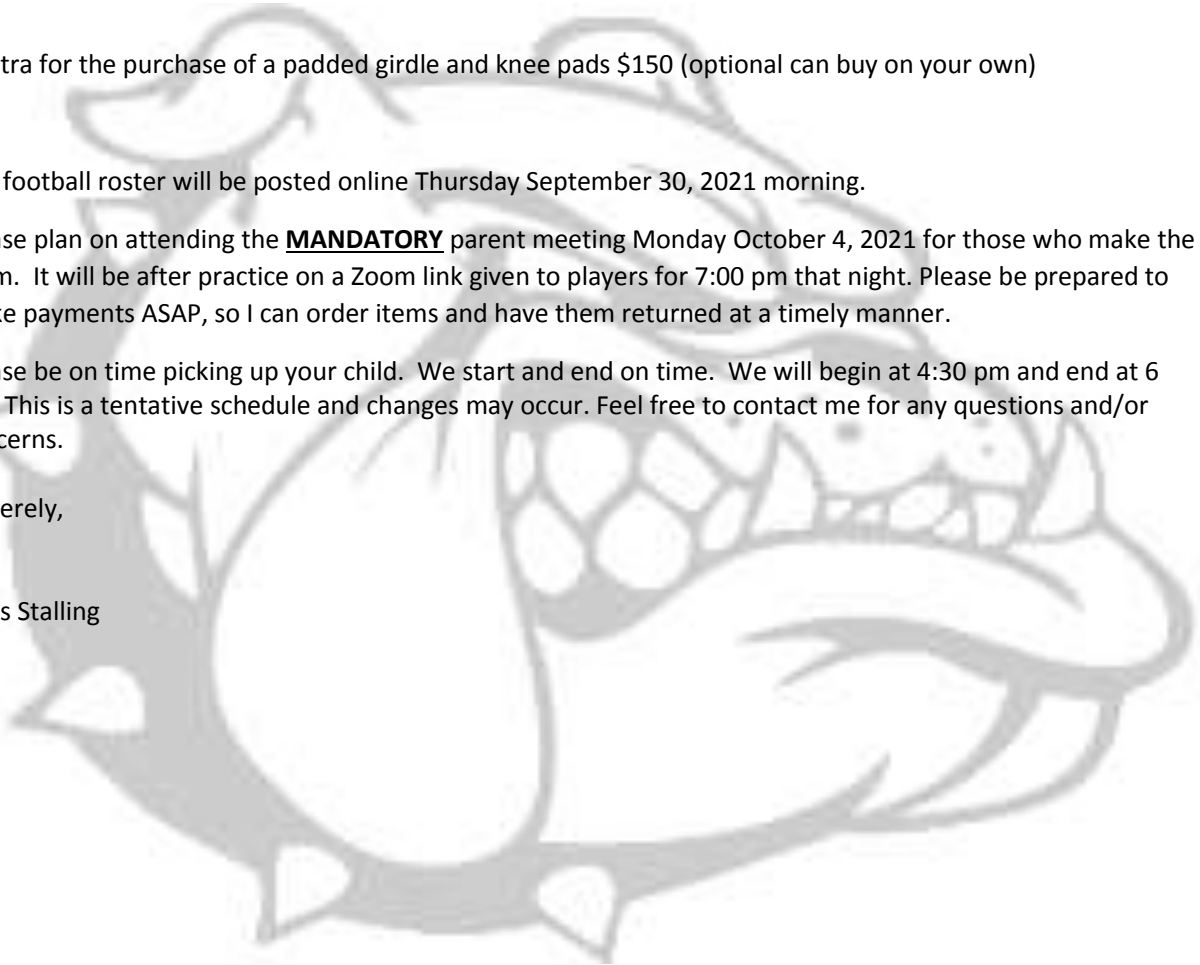 tra for the purchase of a padded girdle and knee pads $150 (optional can buy on your own)
football roster will be posted online Thursday September 30, 2021 morning.
ase plan on attending the MANDATORY parent meeting Monday October 4, 2021 for those who make the
m. It will be after practice on a Zoom link given to players for 7:00 pm that night. Please be prepared to
ke payments ASAP, so I can order items and have them returned at a timely manner.
ase be on time picking up your child. We start and end on time. We will begin at 4:30 pm and end at 6
This is a tentative schedule and changes may occur. Feel free to contact me for any questions and/or
cerns.
erely,
s Stalling